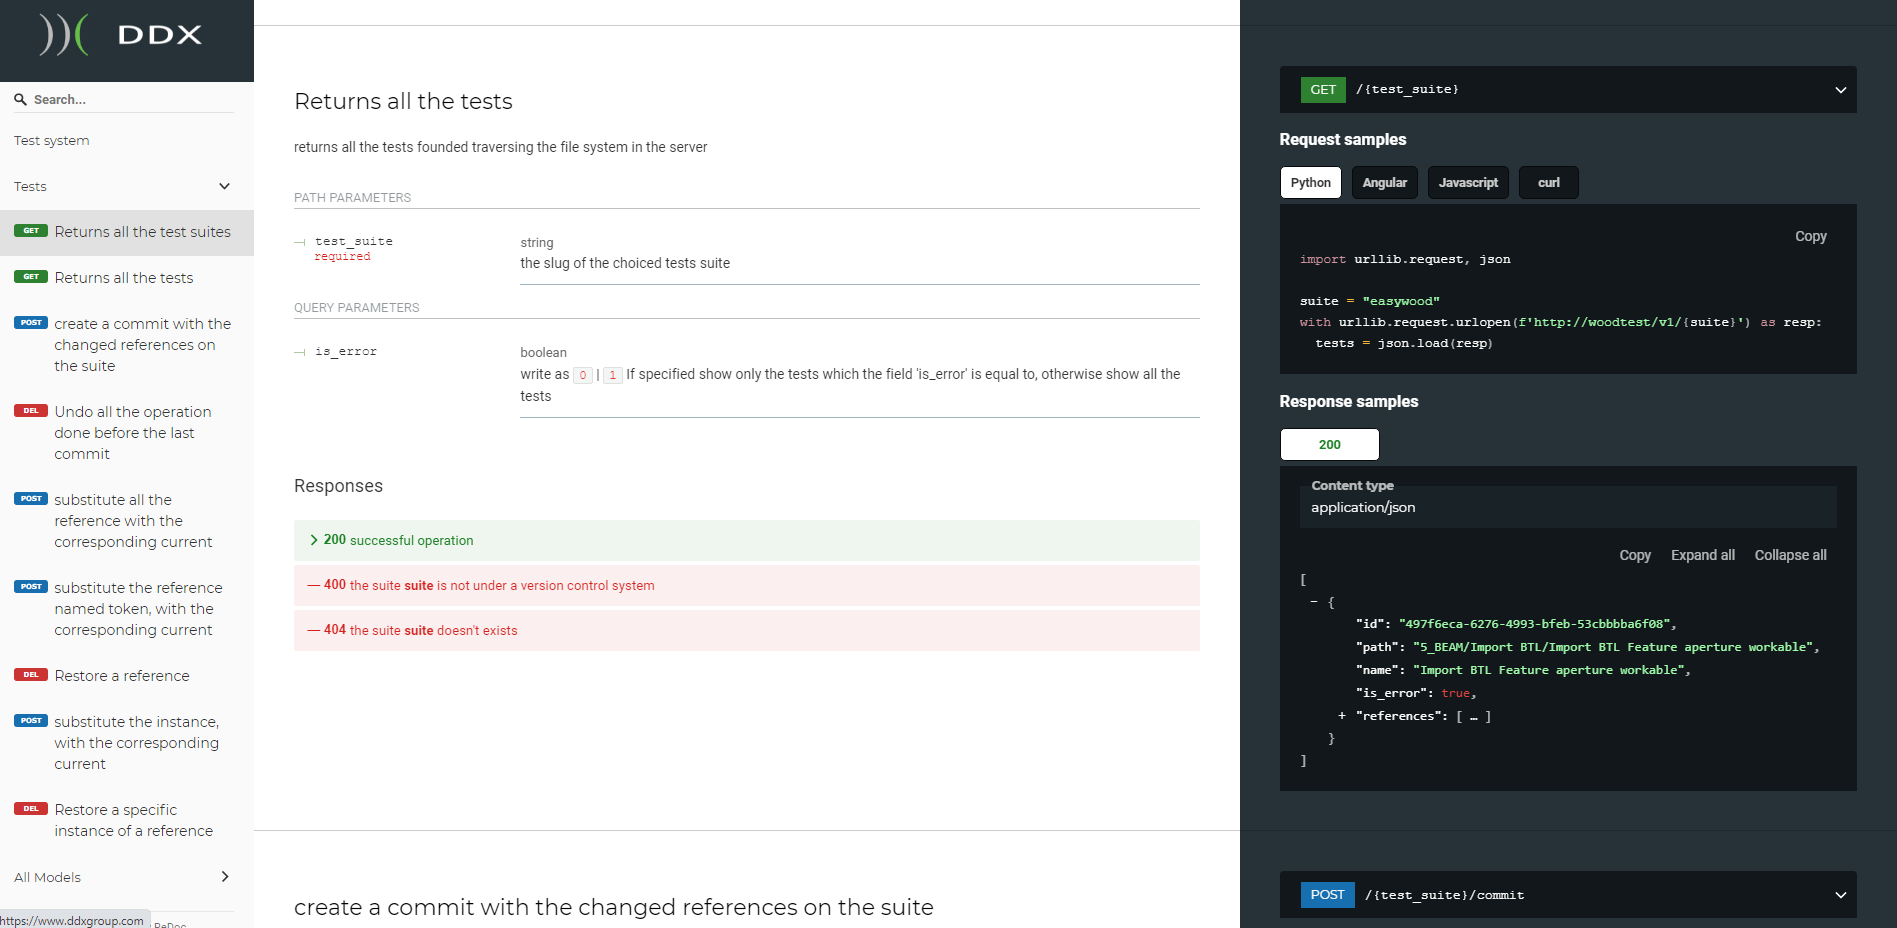 DDX
Search...
Test system
Tests
GET Returns all the test suites
GET Returns all the tests
POST create a commit with the
changed references on
the suite
DEL Undo all the operation
done before the last
commit
POST substitute all the
reference with the
corresponding current
POST substitute the reference
named token, with the
corresponding current
DEL Restore a reference
POST substitute the instance,
with the corresponding
current
DEL Restore a specific
instance of a reference
All Models
https://www.ddxgroup.com
ReDoc
Returns all the tests
returns all the tests founded traversing the file system in the server
PATH PARAMETERS
test_suite
required
string
the slug of the choiced tests suite
QUERY PARAMETERS
is_error
boolean
write as 0 | 1 If specified show only the tests which the field 'is_error' is equal to, otherwise show all the
tests
Responses
200 successful operation
— 400 the suite suite is not under a version control system
— 404 the suite suite doesn't exists
create a commit with the changed references on the suite
GET /{test_suite}
Request samples
Python Angular Javascript curl
Copy
import urllib.request, json
suite = "easywood"
with urllib.request.urlopen(f'http://woodtest/v1/{suite}') as resp:
tests = json.load(resp)
Response samples
200
Content type
application/json
Copy Expand all Collapse all
[
- {
"id": "497f6eca-6276-4993-bfeb-53cbbbba6f08",
"path": "5_BEAM/Import BTL/Import BTL Feature aperture workable",
"name": "Import BTL Feature aperture workable",
"is_error": true,
+ "references": [ … ]
}
]
POST /{test_suite}/commit